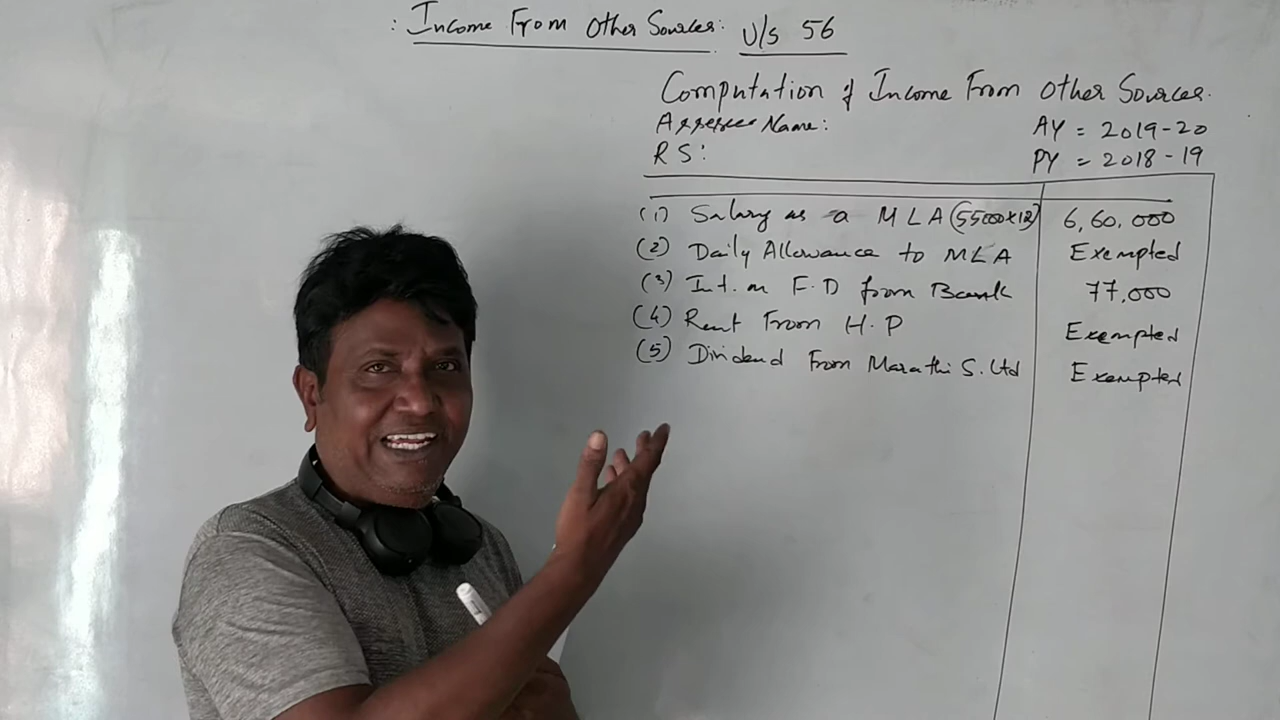 : Income From Other Sources: U/S 56
Computation of Income From Other Sources.
Assessee Name: AY = 2019-20
RS: PY = 2018-19
(1) Salary as a MLA (55000x12) 6,60,000
(2) Daily Allowance to MLA Exempted
(3) Int. on F.D from Bank 77,000
(4) Rent From H.P Exempted
(5) Dividend From Marathi S. Ltd Exempted